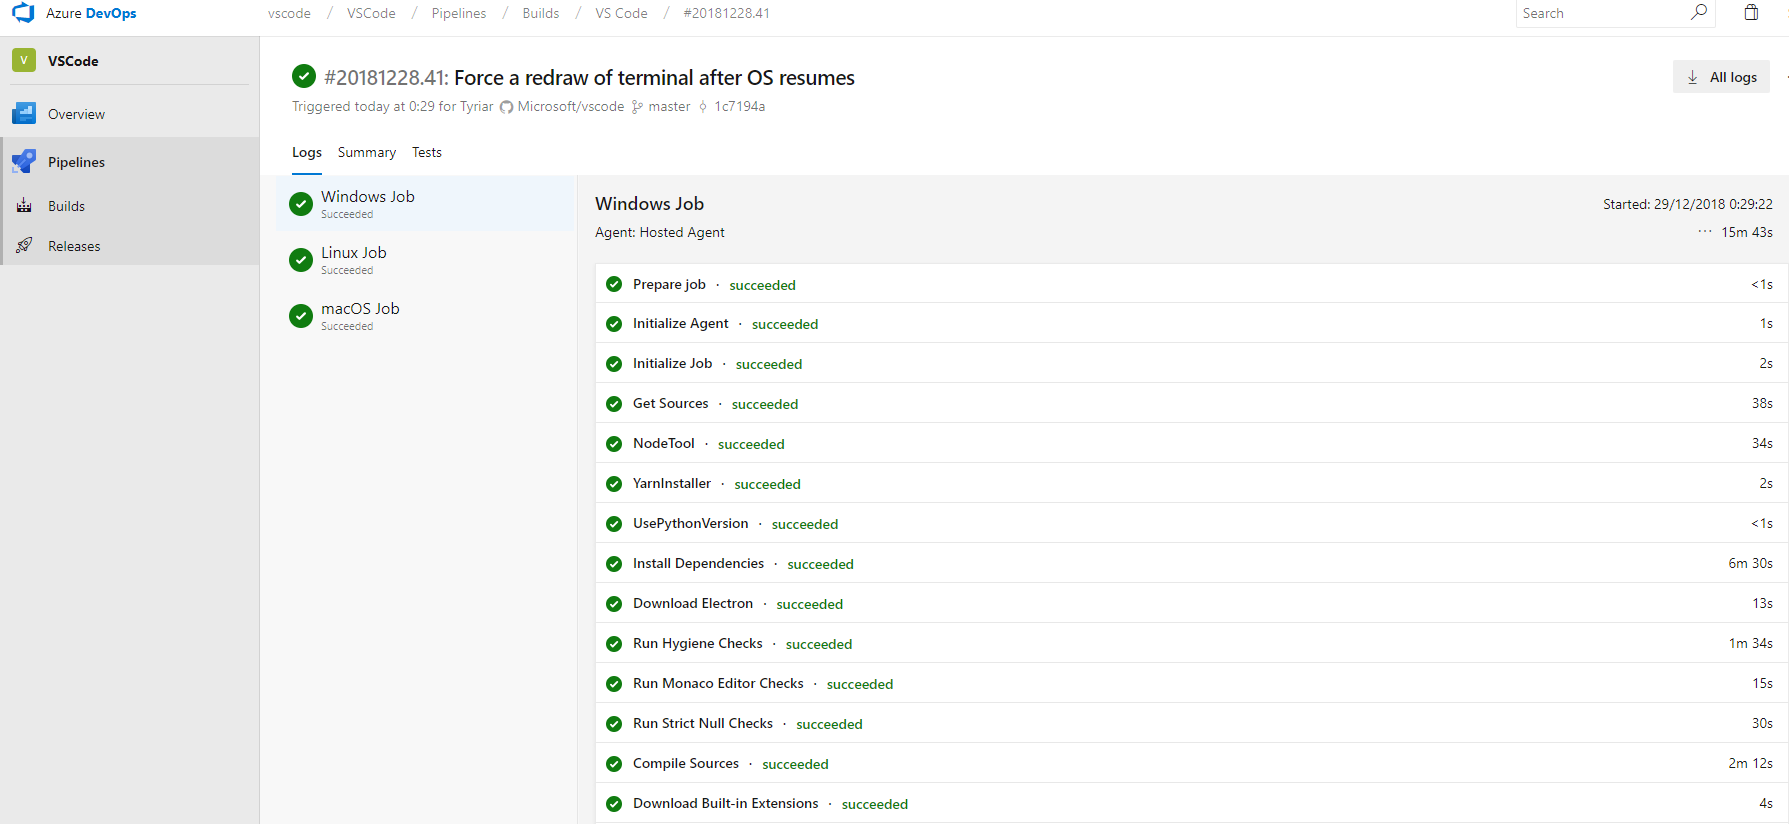 Azure DevOps
vscode / VSCode / Pipelines / Builds / VS Code / #20181228.41
Search
V VSCode
Overview
Pipelines
Builds
Releases
#20181228.41: Force a redraw of terminal after OS resumes
All logs
Triggered today at 0:29 for Tyriar Microsoft/vscode master 1c7194a
Logs Summary Tests
Windows Job
Succeeded
Linux Job
Succeeded
macOS Job
Succeeded
Windows Job
Started: 29/12/2018 0:29:22
Agent: Hosted Agent
··· 15m 43s
Prepare job · succeeded <1s
Initialize Agent · succeeded 1s
Initialize Job · succeeded 2s
Get Sources · succeeded 38s
NodeTool · succeeded 34s
YarnInstaller · succeeded 2s
UsePythonVersion · succeeded <1s
Install Dependencies · succeeded 6m 30s
Download Electron · succeeded 13s
Run Hygiene Checks · succeeded 1m 34s
Run Monaco Editor Checks · succeeded 15s
Run Strict Null Checks · succeeded 30s
Compile Sources · succeeded 2m 12s
Download Built-in Extensions · succeeded 4s